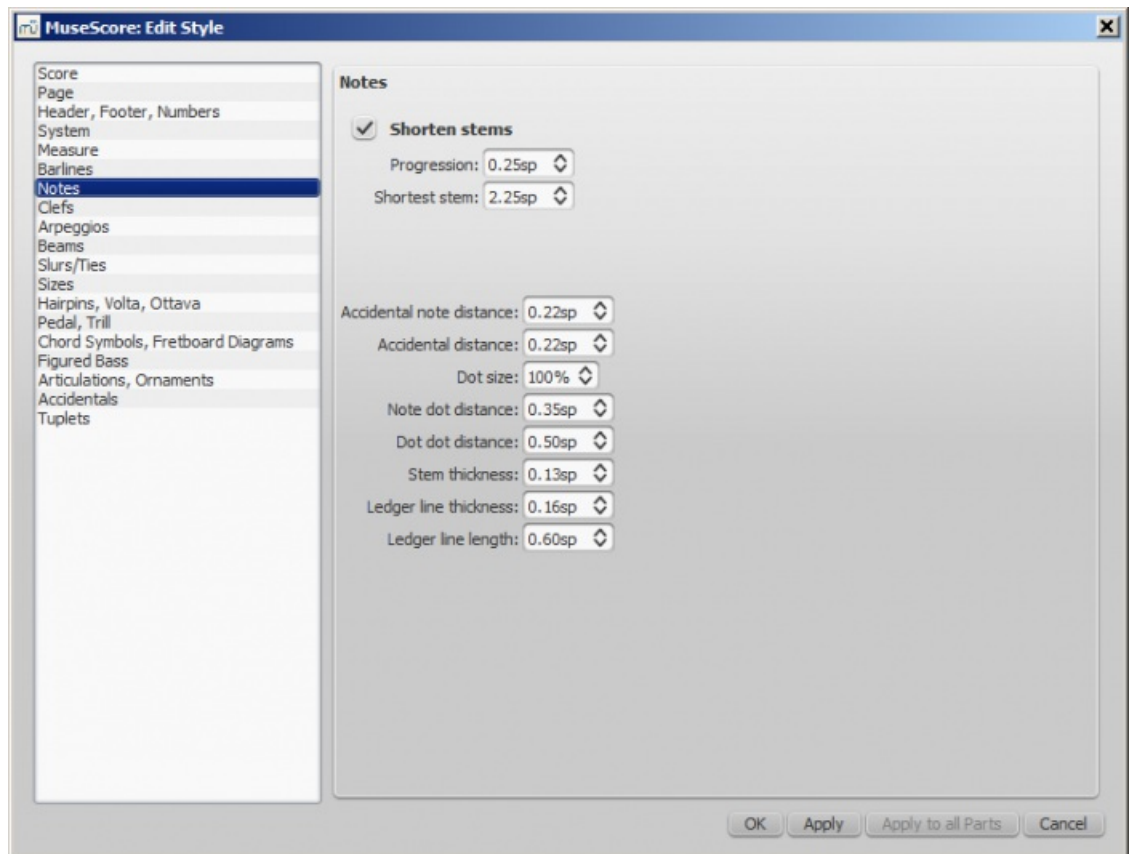 mū MuseScore: Edit Style
Score
Page
Header, Footer, Numbers
System
Measure
Barlines
Notes
Clefs
Arpeggios
Beams
Slurs/Ties
Sizes
Hairpins, Volta, Ottava
Pedal, Trill
Chord Symbols, Fretboard Diagrams
Figured Bass
Articulations, Ornaments
Accidentals
Tuplets
Notes
Shorten stems
Progression: 0.25sp
Shortest stem: 2.25sp
Accidental note distance: 0.22sp
Accidental distance: 0.22sp
Dot size: 100%
Note dot distance: 0.35sp
Dot dot distance: 0.50sp
Stem thickness: 0.13sp
Ledger line thickness: 0.16sp
Ledger line length: 0.60sp
OK Apply Apply to all Parts Cancel